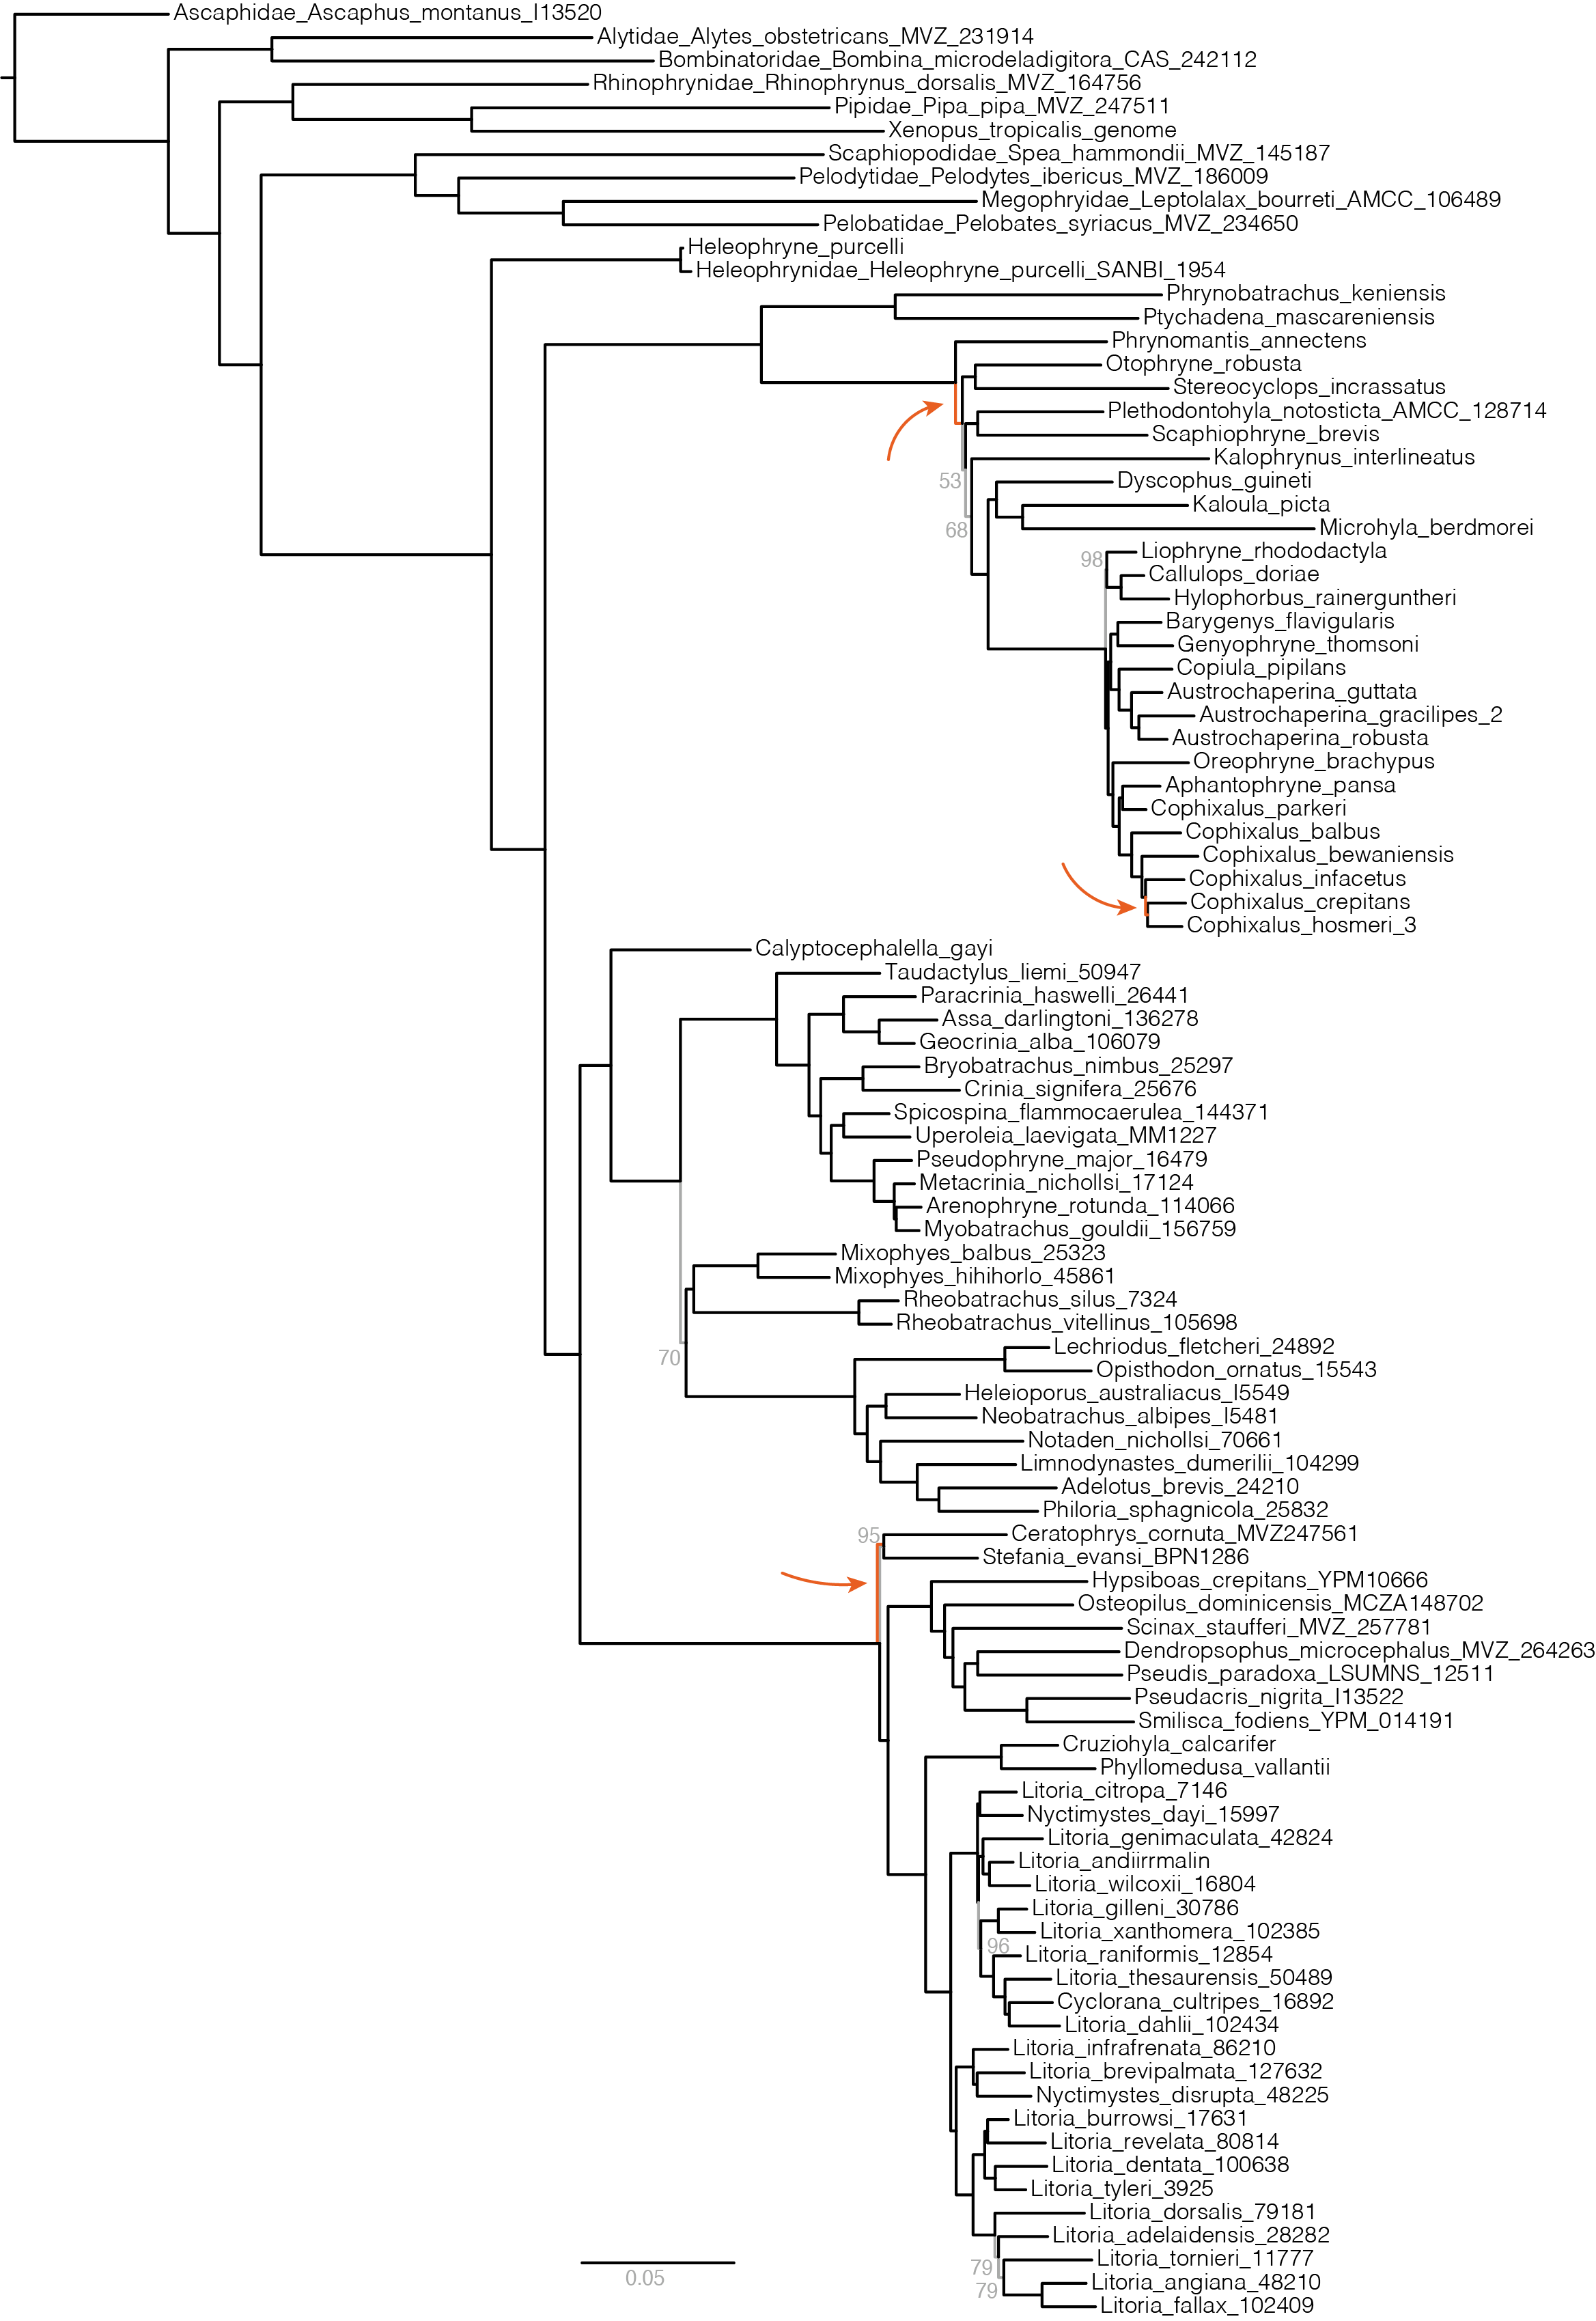 Ascaphidae_Ascaphus_montanus_I13520
Alytidae_Alytes_obstetricans_MVZ_231914
Bombinatoridae_Bombina_microdeladigitora_CAS_242112
Rhinophrynidae_Rhinophrynus_dorsalis_MVZ_164756
Pipidae_Pipa_pipa_MVZ_247511
Xenopus_tropicalis_genome
Scaphiopodidae_Spea_hammondii_MVZ_145187
Pelodytidae_Pelodytes_ibericus_MVZ_186009
Megophryidae_Leptolalax_bourreti_AMCC_106489
Pelobatidae_Pelobates_syriacus_MVZ_234650
Heleophryne_purcelli
Heleophrynidae_Heleophryne_purcelli_SANBI_1954
Phrynobatrachus_keniensis
Ptychadena_mascareniensis
Phrynomantis_annectens
Otophryne_robusta
Stereocyclops_incrassatus
Plethodontohyla_notosticta_AMCC_128714
Scaphiophryne_brevis
Kalophrynus_interlineatus
53
Dyscophus_guineti
Kaloula_picta
68
Microhyla_berdmorei
98
Liophryne_rhododactyla
Callulops_doriae
Hylophorbus_rainerguntheri
Barygenys_flavigularis
Genyophryne_thomsoni
Copiula_pipilans
Austrochaperina_guttata
Austrochaperina_gracilipes_2
Austrochaperina_robusta
Oreophryne_brachypus
Aphantophryne_pansa
Cophixalus_parkeri
Cophixalus_balbus
Cophixalus_bewaniensis
Cophixalus_infacetus
Cophixalus_crepitans
Cophixalus_hosmeri_3
Calyptocephalella_gayi
Taudactylus_liemi_50947
Paracrinia_haswelli_26441
Assa_darlingtoni_136278
Geocrinia_alba_106079
Bryobatrachus_nimbus_25297
Crinia_signifera_25676
Spicospina_flammocaerulea_144371
Uperoleia_laevigata_MM1227
Pseudophryne_major_16479
Metacrinia_nichollsi_17124
Arenophryne_rotunda_114066
Myobatrachus_gouldii_156759
Mixophyes_balbus_25323
Mixophyes_hihihorlo_45861
Rheobatrachus_silus_7324
Rheobatrachus_vitellinus_105698
Lechriodus_fletcheri_24892
70
Opisthodon_ornatus_15543
Heleioporus_australiacus_I5549
Neobatrachus_albipes_I5481
Notaden_nichollsi_70661
Limnodynastes_dumerilii_104299
Adelotus_brevis_24210
Philoria_sphagnicola_25832
95
Ceratophrys_cornuta_MVZ247561
Stefania_evansi_BPN1286
Hypsiboas_crepitans_YPM10666
Osteopilus_dominicensis_MCZA148702
Scinax_staufferi_MVZ_257781
Dendropsophus_microcephalus_MVZ_264263
Pseudis_paradoxa_LSUMNS_12511
Pseudacris_nigrita_I13522
Smilisca_fodiens_YPM_014191
Cruziohyla_calcarifer
Phyllomedusa_vallantii
Litoria_citropa_7146
Nyctimystes_dayi_15997
Litoria_genimaculata_42824
Litoria_andiirrmalin
Litoria_wilcoxii_16804
Litoria_gilleni_30786
Litoria_xanthomera_102385
96
Litoria_raniformis_12854
Litoria_thesaurensis_50489
Cyclorana_cultripes_16892
Litoria_dahlii_102434
Litoria_infrafrenata_86210
Litoria_brevipalmata_127632
Nyctimystes_disrupta_48225
Litoria_burrowsi_17631
Litoria_revelata_80814
Litoria_dentata_100638
Litoria_tyleri_3925
Litoria_dorsalis_79181
Litoria_adelaidensis_28282
Litoria_tornieri_11777
79
0.05
Litoria_angiana_48210
79
Litoria_fallax_102409